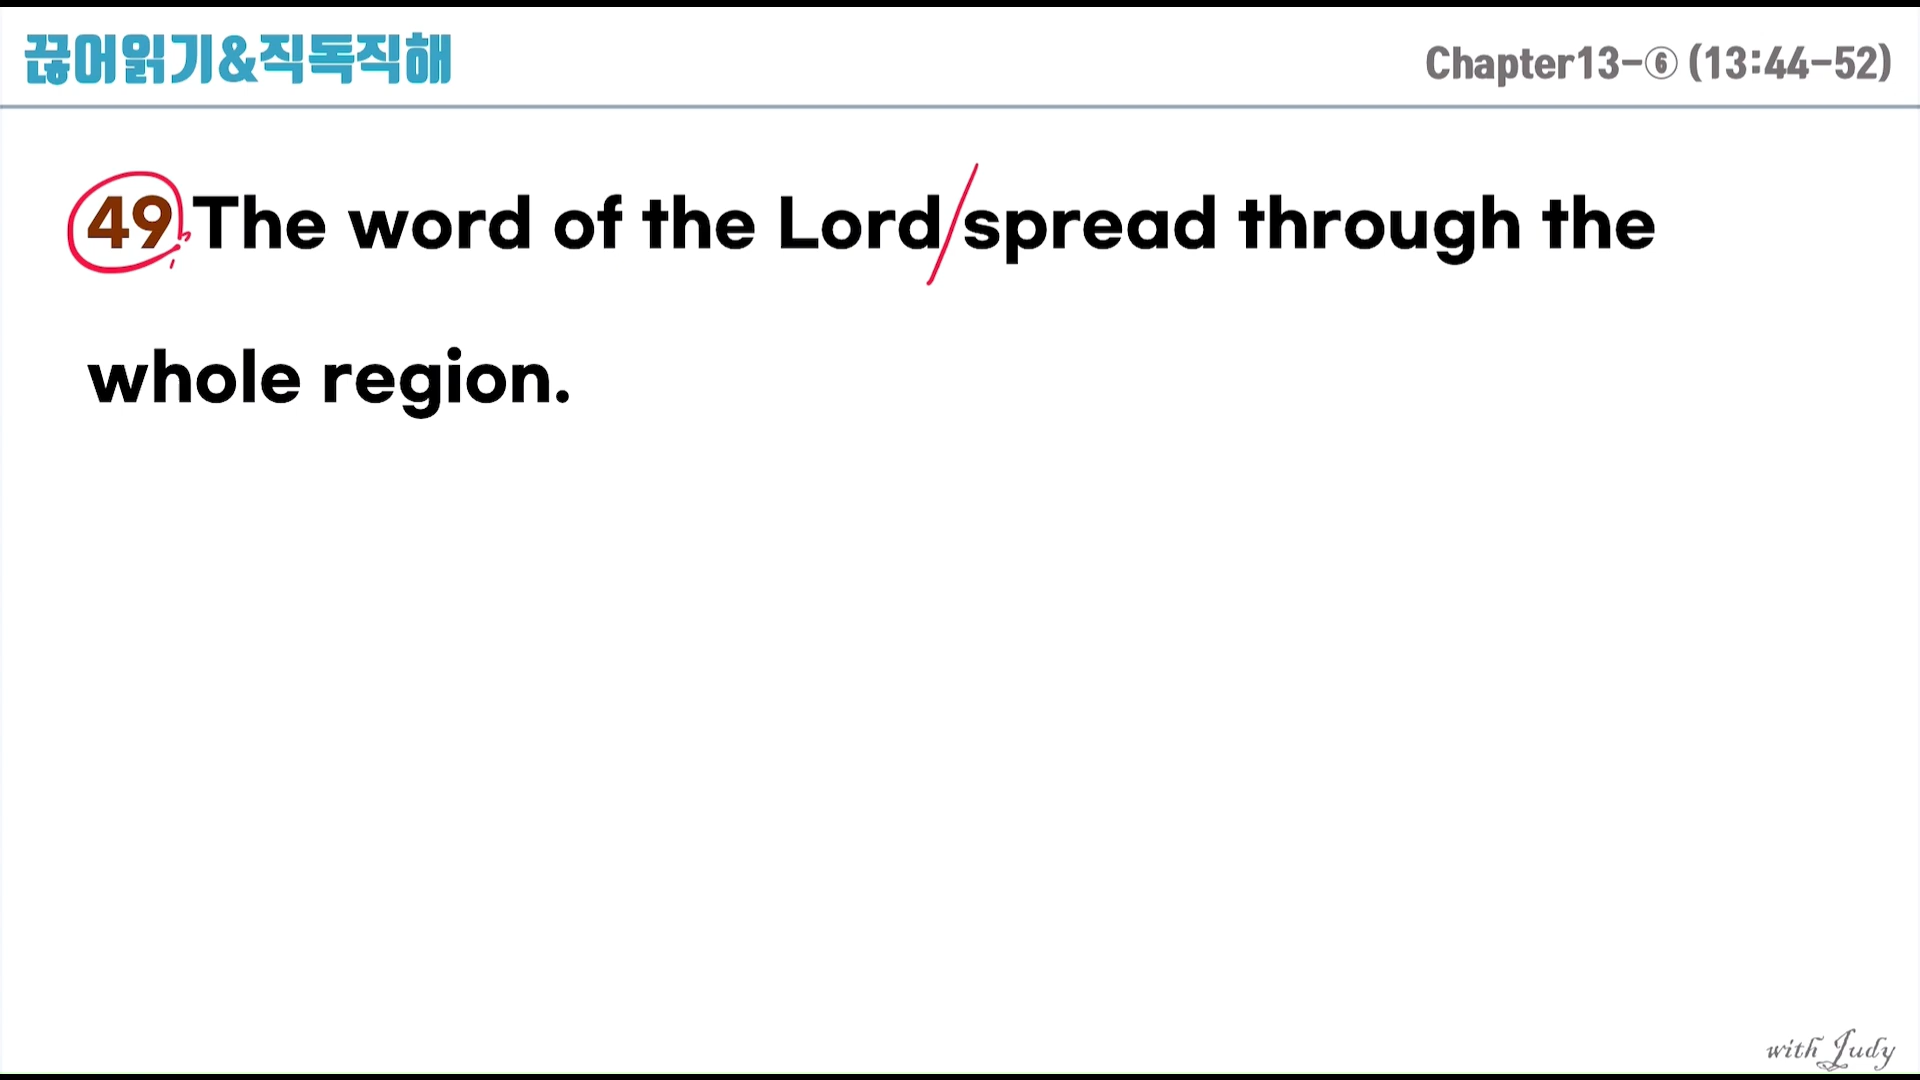 끊어읽기&직독직해
Chapter13-⑥ (13:44-52)
49 The word of the Lord/spread through the
whole region.
with Judy